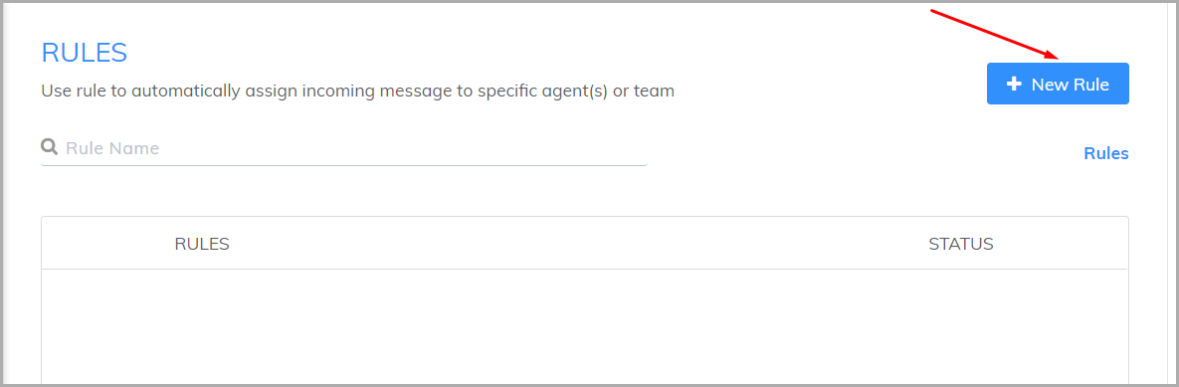 RULES
Use rule to automatically assign incoming message to specific agent(s) or team
New Rule
Rule Name
Rules
RULES STATUS